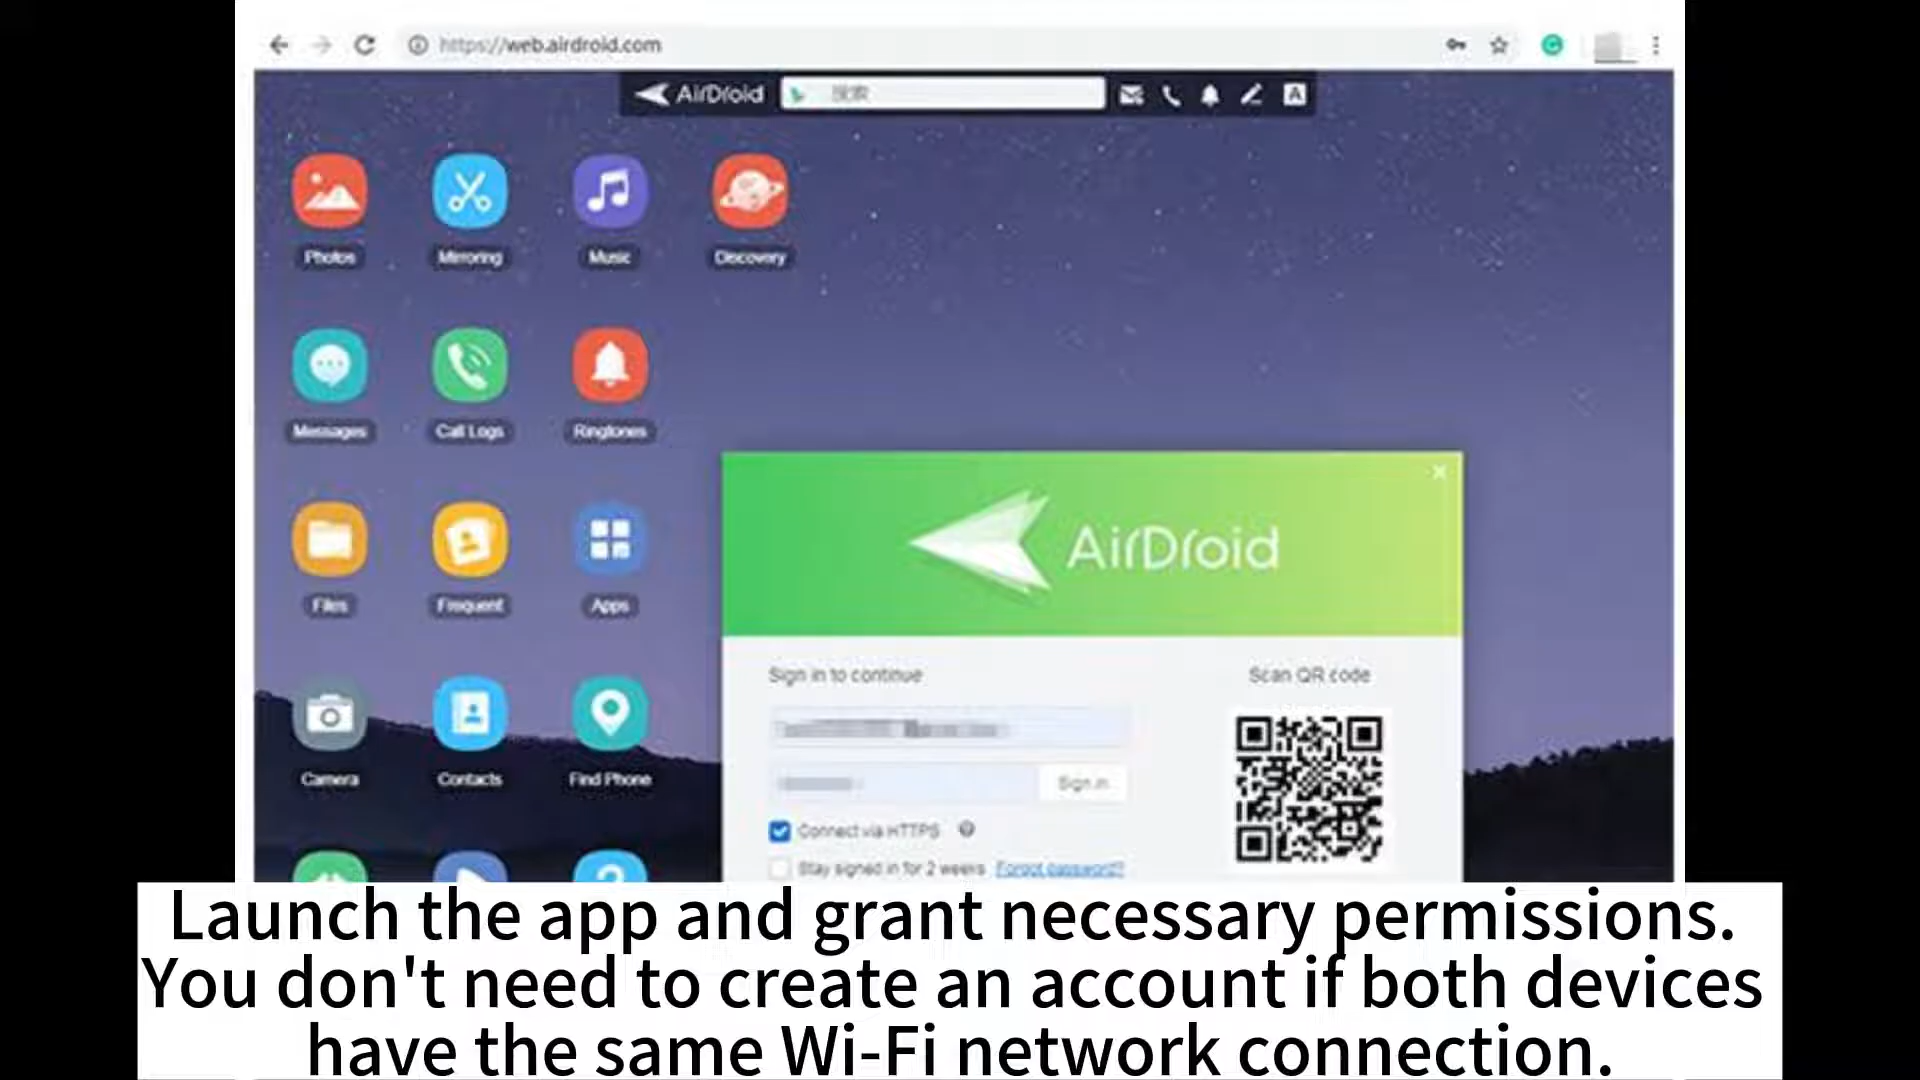 https://web.airdroid.com
AirDroid
搜索
Photos
Mirroring
Music
Discovery
Messages
Call Logs
Ringtones
AirDroid
Files
Frequent
Apps
Sign in to continue
Scan QR code
Camera
Contacts
Find Phone
Sign in
Connect via HTTPS
Stay signed in for 2 weeks Forgot password?
Launch the app and grant necessary permissions.
You don't need to create an account if both devices
have the same Wi-Fi network connection.